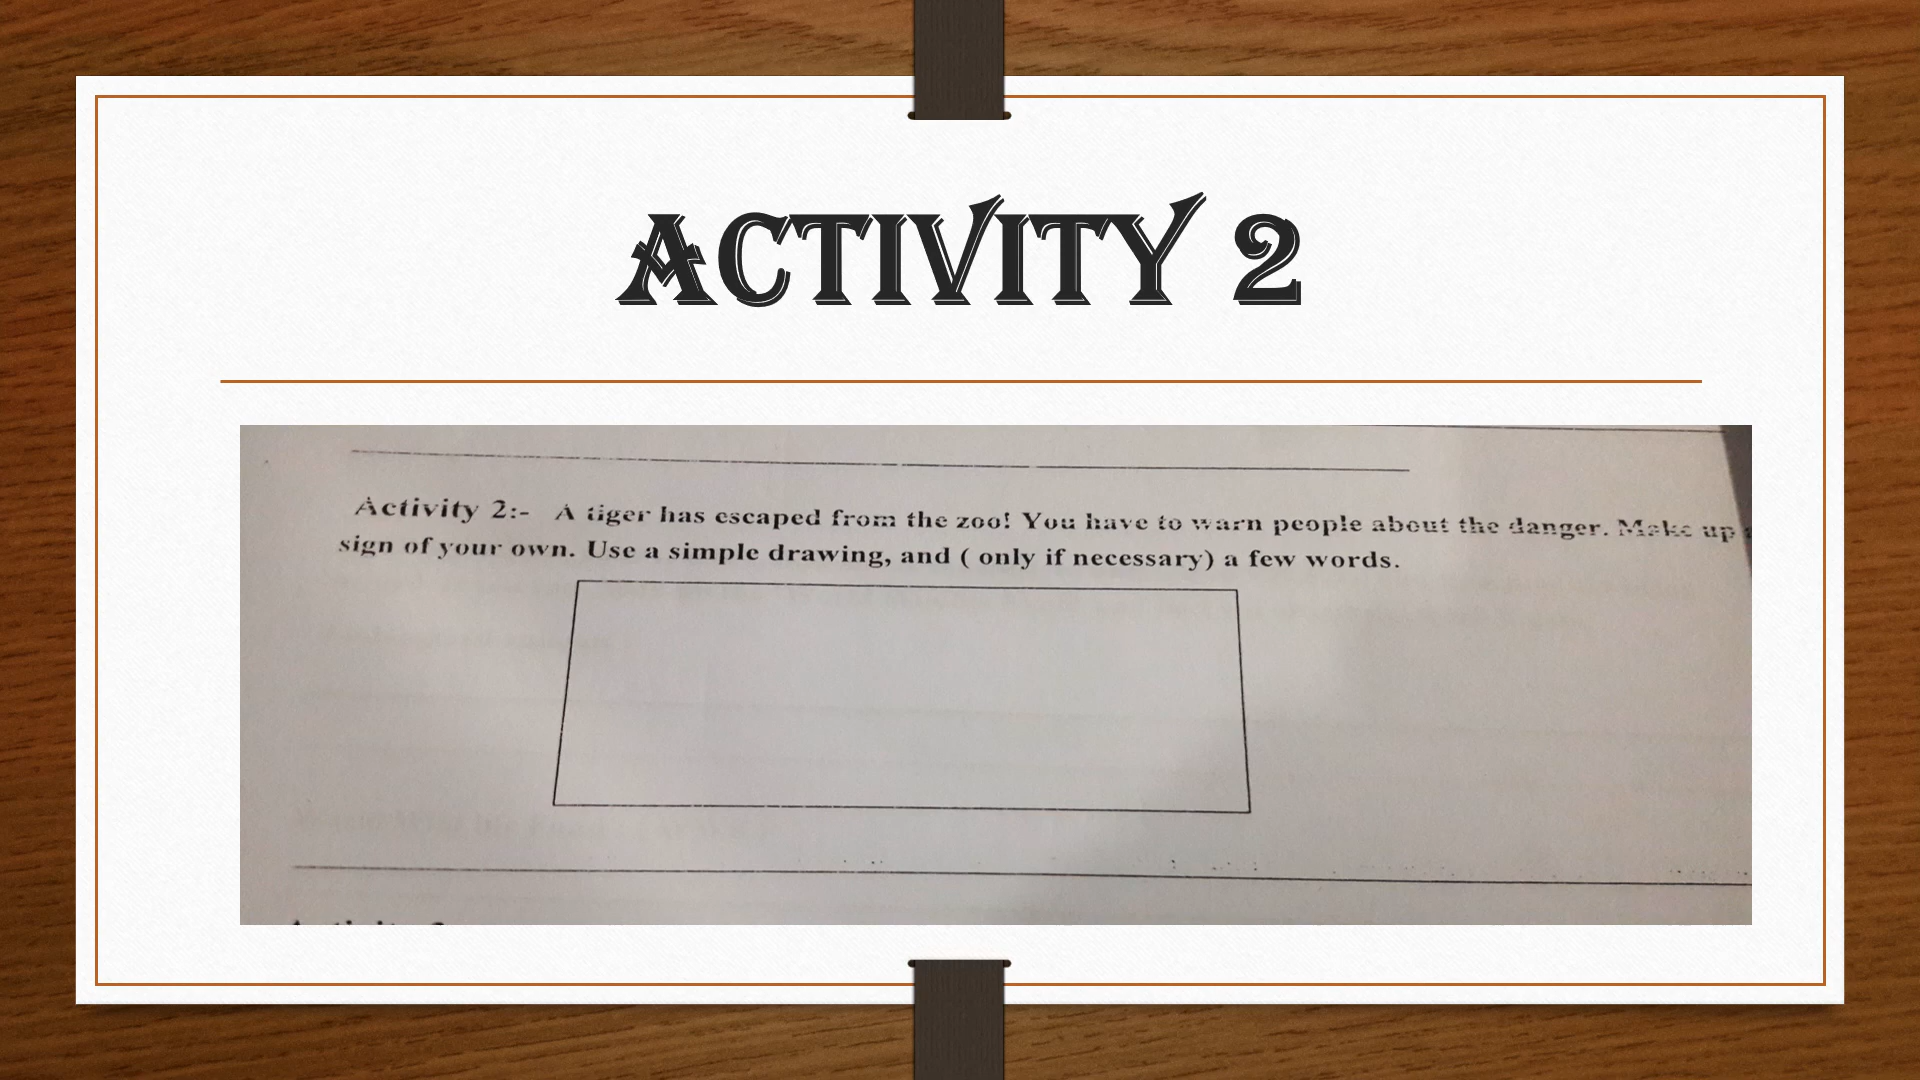 ACTIVITY 2
Activity 2:- A tiger has escaped from the zoo! You have to warn people about the danger. Make up
sign of your own. Use a simple drawing, and ( only if necessary) a few words.